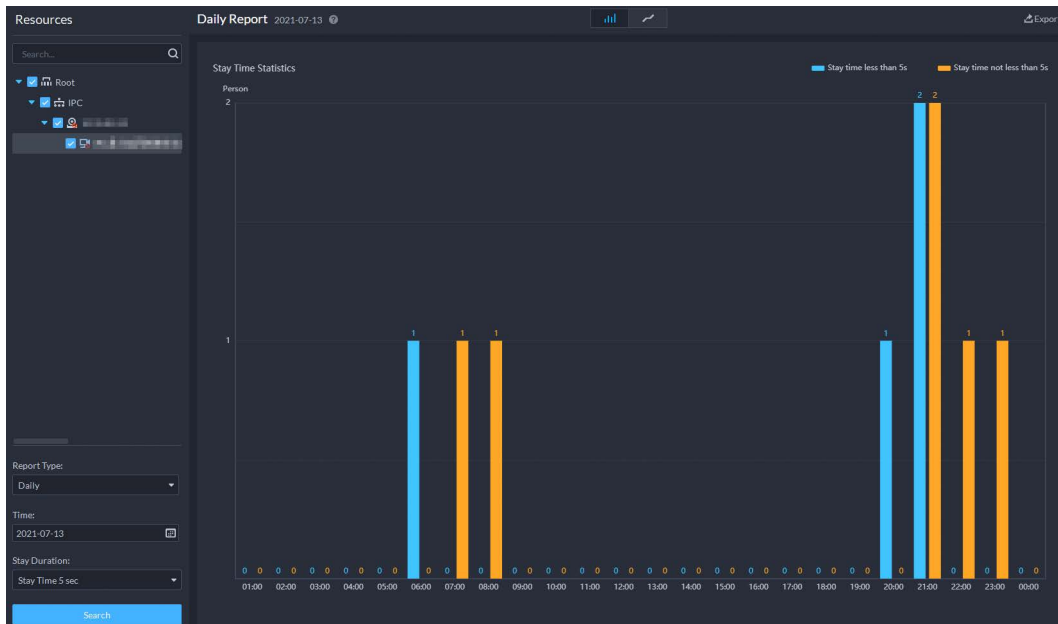 Resources
Search...
Root
IPC
Report Type:
Daily
Time:
2021-07-13
Stay Duration:
Stay Time 5 sec
Search
Daily Report 2021-07-13
Expor
Stay Time Statistics
Stay time less than 5s Stay time not less than 5s
Person
2 2 2
1 1 1 1 1 1 1
0 0 0 0 0 0 0 0 0 0 0 0 0 0 0 0 0 0 0 0 0 0 0 0 0 0 0 0 0 0 0 0 0 0 0 0 0 0 0 0
01:00 02:00 03:00 04:00 05:00 06:00 07:00 08:00 09:00 10:00 11:00 12:00 13:00 14:00 15:00 16:00 17:00 18:00 19:00 20:00 21:00 22:00 23:00 00:00